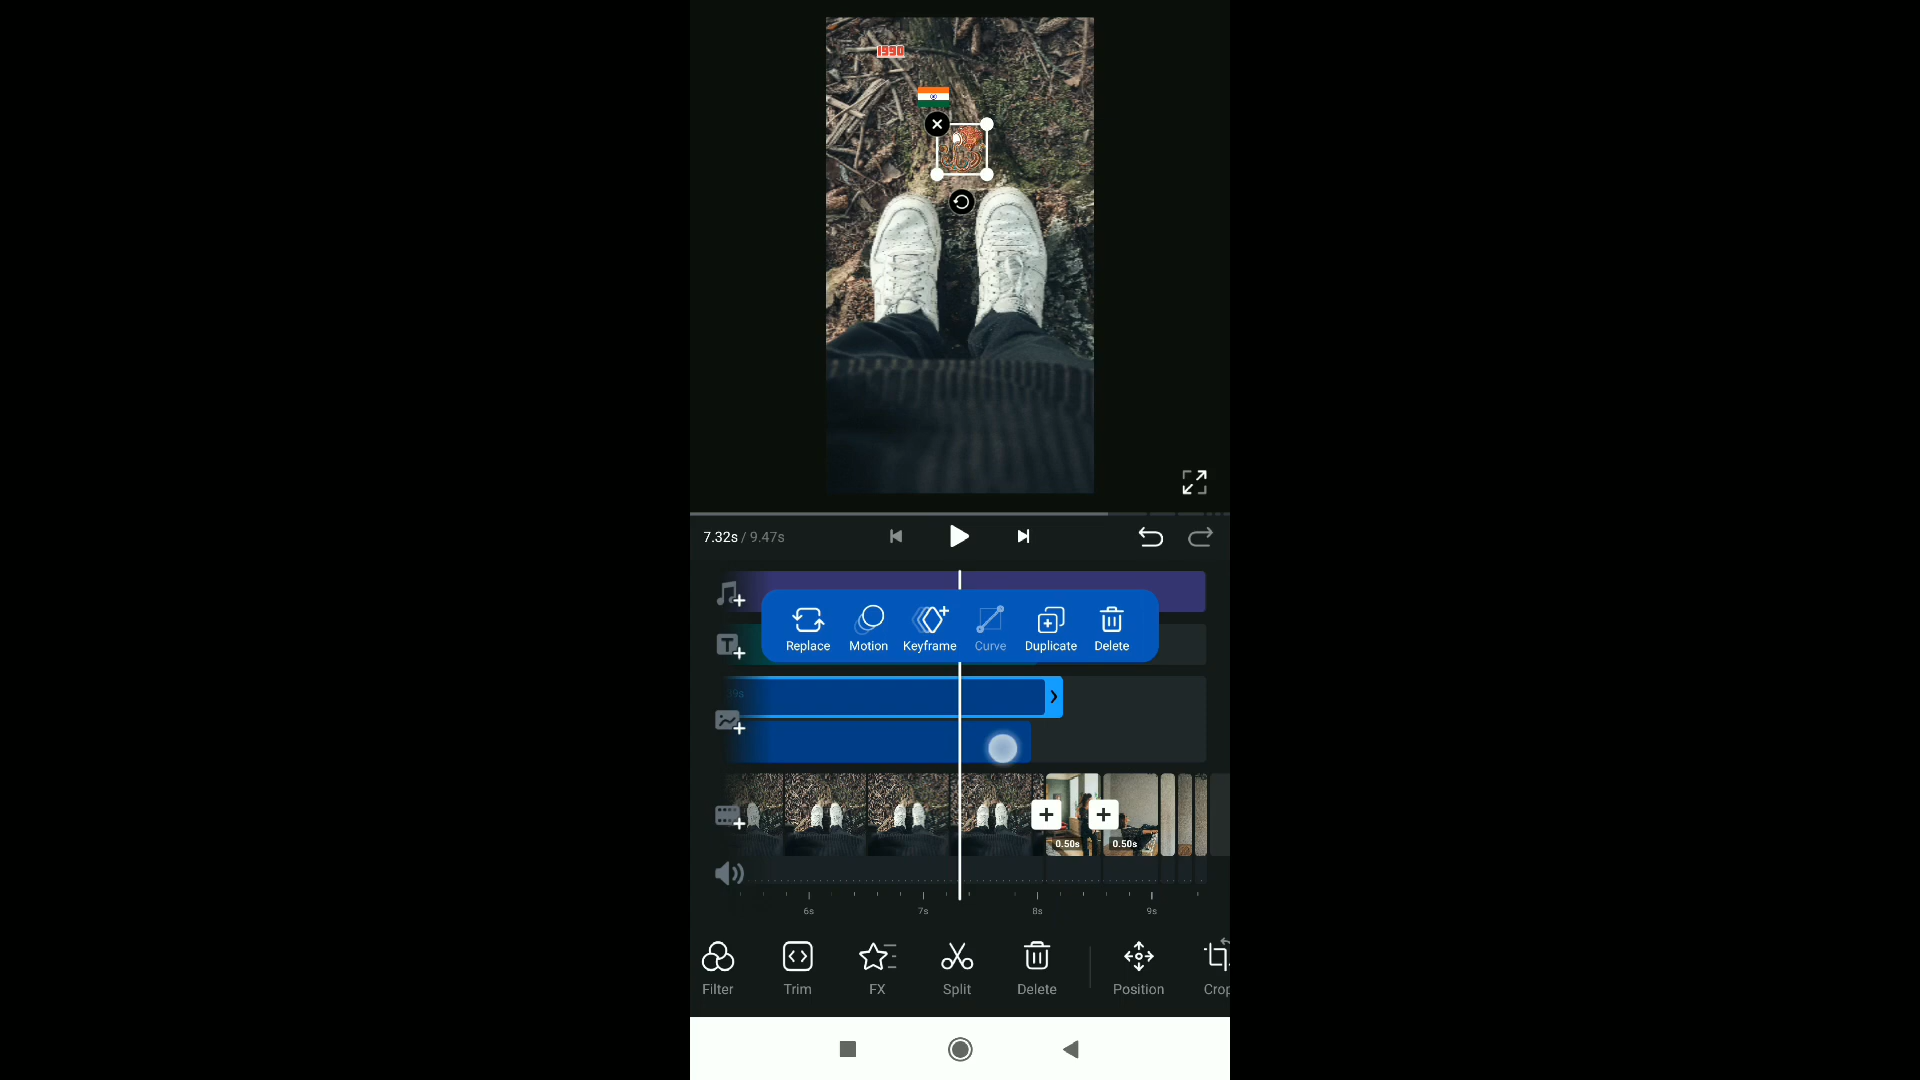 1990
7.32s / 9.47s
Replace Motion Keyframe Curve Duplicate Delete
T
0.50s 0.50s
6s 7s 8s 9s
Filter Trim FX Split Delete Position Crop